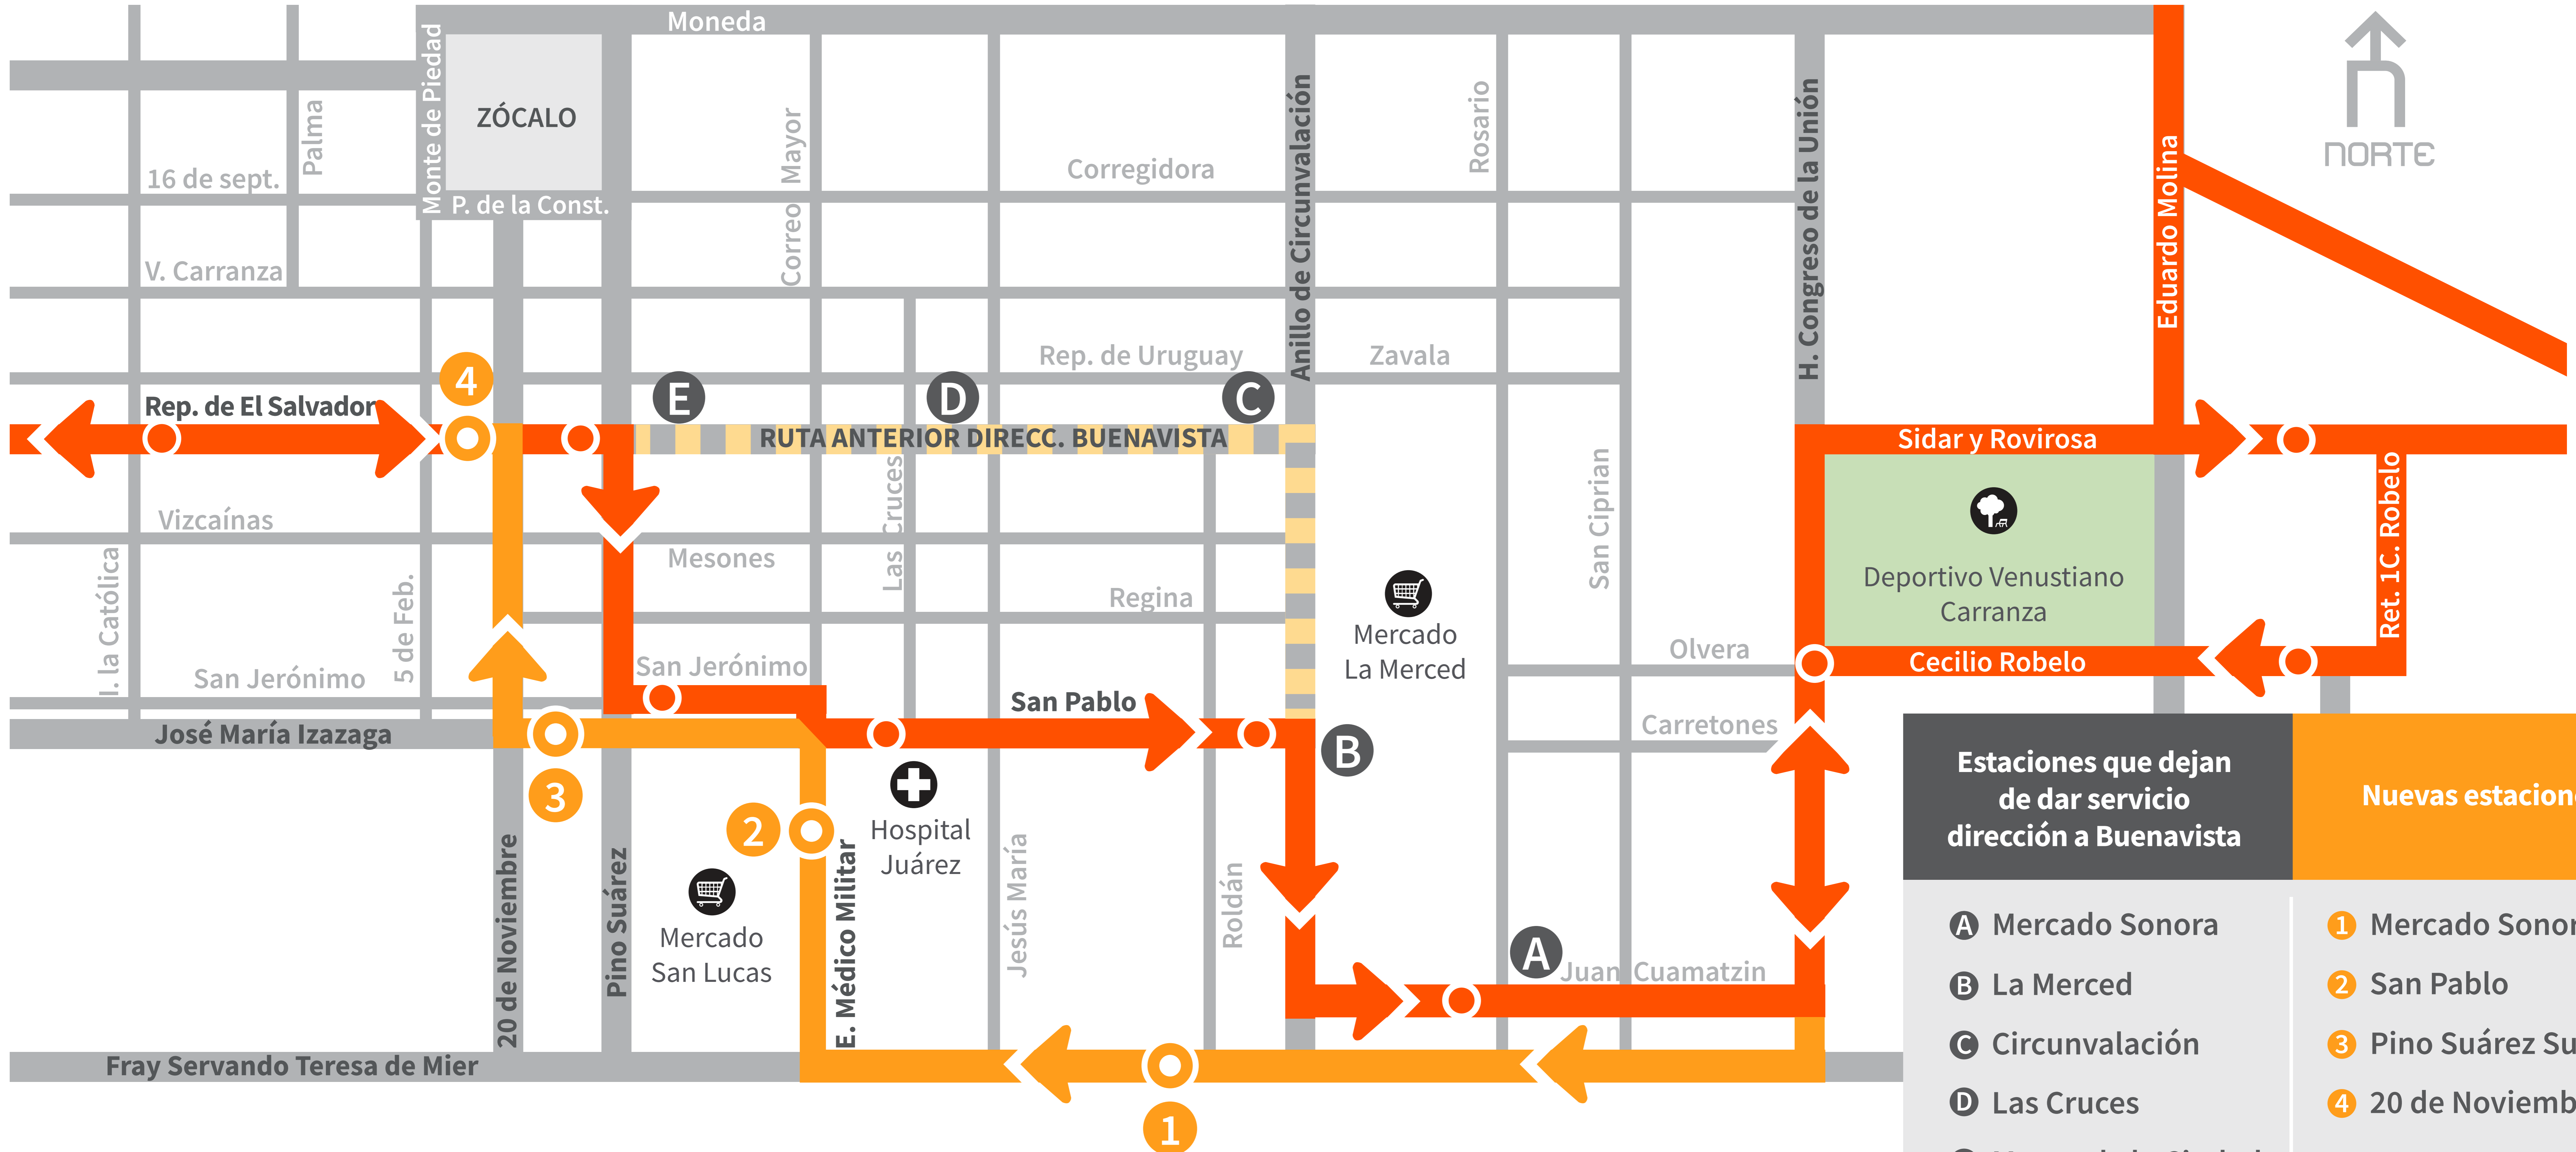 Moneda
Monte de Piedad
ZÓCALO
Palma
16 de sept.
P. de la Const.
Correo Mayor
Corregidora
Anillo de Circunvalación
Rosario
H. Congreso de la Unión
Eduardo Molina
NORTE
V. Carranza
Rep. de Uruguay
Zavala
4
E
D
C
Rep. de El Salvador
RUTA ANTERIOR DIRECC. BUENAVISTA
Sidar y Rovirosa
Las Cruces
San Ciprian
Ret. 1C. Robelo
Vizcaínas
Mesones
Deportivo Venustiano
Carranza
I. la Católica
5 de Feb.
Regina
Mercado
La Merced
Olvera
Cecilio Robelo
San Jerónimo
San Jerónimo
San Pablo
José María Izazaga
Carretones
B
3
2
Hospital
Juárez
20 de Noviembre
Pino Suárez
E. Médico Militar
Jesús María
Roldán
Mercado
San Lucas
A
Juan Cuamatzin
Fray Servando Teresa de Mier
1
Estaciones que dejan
de dar servicio
dirección a Buenavista
A Mercado Sonora
B La Merced
C Circunvalación
D Las Cruces
Nuevas estacion
1 Mercado Sonor
2 San Pablo
3 Pino Suárez Su
4 20 de Noviemb